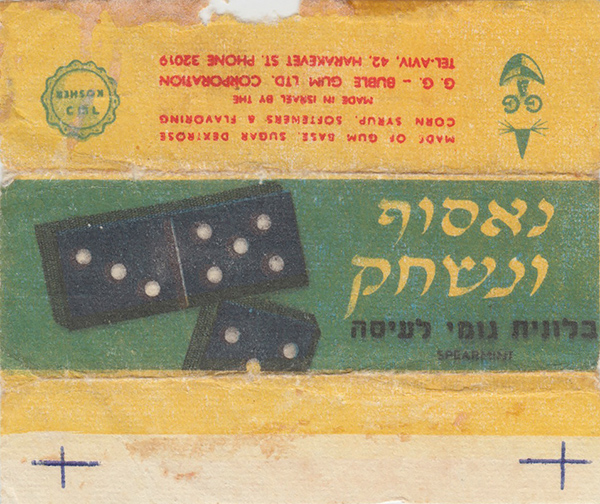 MADE OF GUM BASE, SUGAR DEXTROSE
CORN SYRUP, SOFTENERS & FLAVORING
MADE IN ISRAEL BY THE
G. G. – BUBLE GUM LTD. CORPORATION
TEL-AVIV, 42, HARAKEVET ST. PHONE 32019
KOSHER
GG
נאסוף
ונשחק
בלונית גומי לעיסה
SPEARMINT